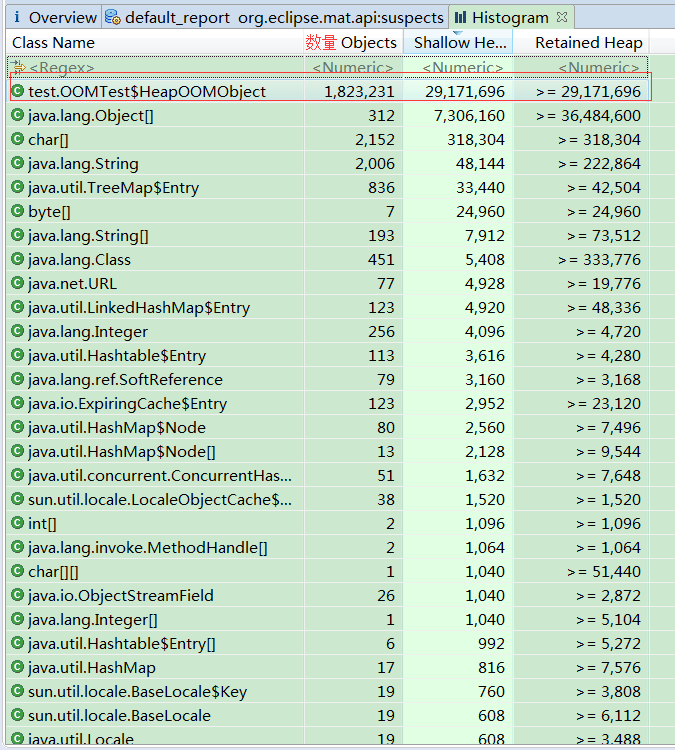 i Overview default_report org.eclipse.mat.api:suspects Histogram
Class Name 数量 Objects Shallow He... Retained Heap
<Regex> <Numeric> <Numeric> <Numeric>
test.OOMTest$HeapOOMObject 1,823,231 29,171,696 >= 29,171,696
java.lang.Object[] 312 7,306,160 >= 36,484,600
char[] 2,152 318,304 >= 318,304
java.lang.String 2,006 48,144 >= 222,864
java.util.TreeMap$Entry 836 33,440 >= 42,504
byte[] 7 24,960 >= 24,960
java.lang.String[] 193 7,912 >= 73,512
java.lang.Class 451 5,408 >= 333,776
java.net.URL 77 4,928 >= 19,776
java.util.LinkedHashMap$Entry 123 4,920 >= 48,336
java.lang.Integer 256 4,096 >= 4,720
java.util.Hashtable$Entry 113 3,616 >= 4,280
java.lang.ref.SoftReference 79 3,160 >= 3,168
java.io.ExpiringCache$Entry 123 2,952 >= 23,120
java.util.HashMap$Node 80 2,560 >= 7,496
java.util.HashMap$Node[] 13 2,128 >= 9,544
java.util.concurrent.ConcurrentHas... 51 1,632 >= 7,648
sun.util.locale.LocaleObjectCache$... 38 1,520 >= 1,520
int[] 2 1,096 >= 1,096
java.lang.invoke.MethodHandle[] 2 1,064 >= 1,064
char[][] 1 1,040 >= 51,440
java.io.ObjectStreamField 26 1,040 >= 2,872
java.lang.Integer[] 1 1,040 >= 5,104
java.util.Hashtable$Entry[] 6 992 >= 5,272
java.util.HashMap 17 816 >= 7,576
sun.util.locale.BaseLocale$Key 19 760 >= 3,808
sun.util.locale.BaseLocale 19 608 >= 6,112
java.util.Locale 19 608 >= 3,488